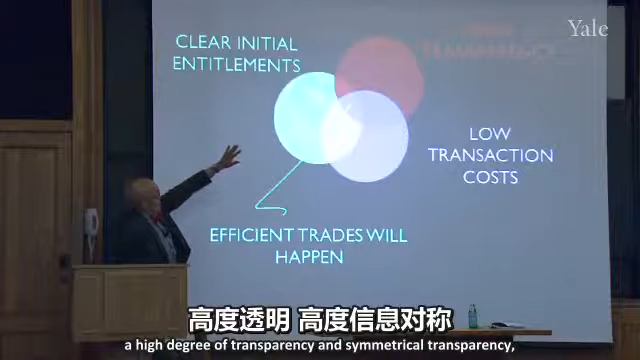 CLEAR INITIAL
ENTITLEMENTS
Yale
LOW
TRANSACTION
COSTS
EFFICIENT TRADES WILL
HAPPEN
高度透明 高度信息对称
a high degree of transparency and symmetrical transparency,